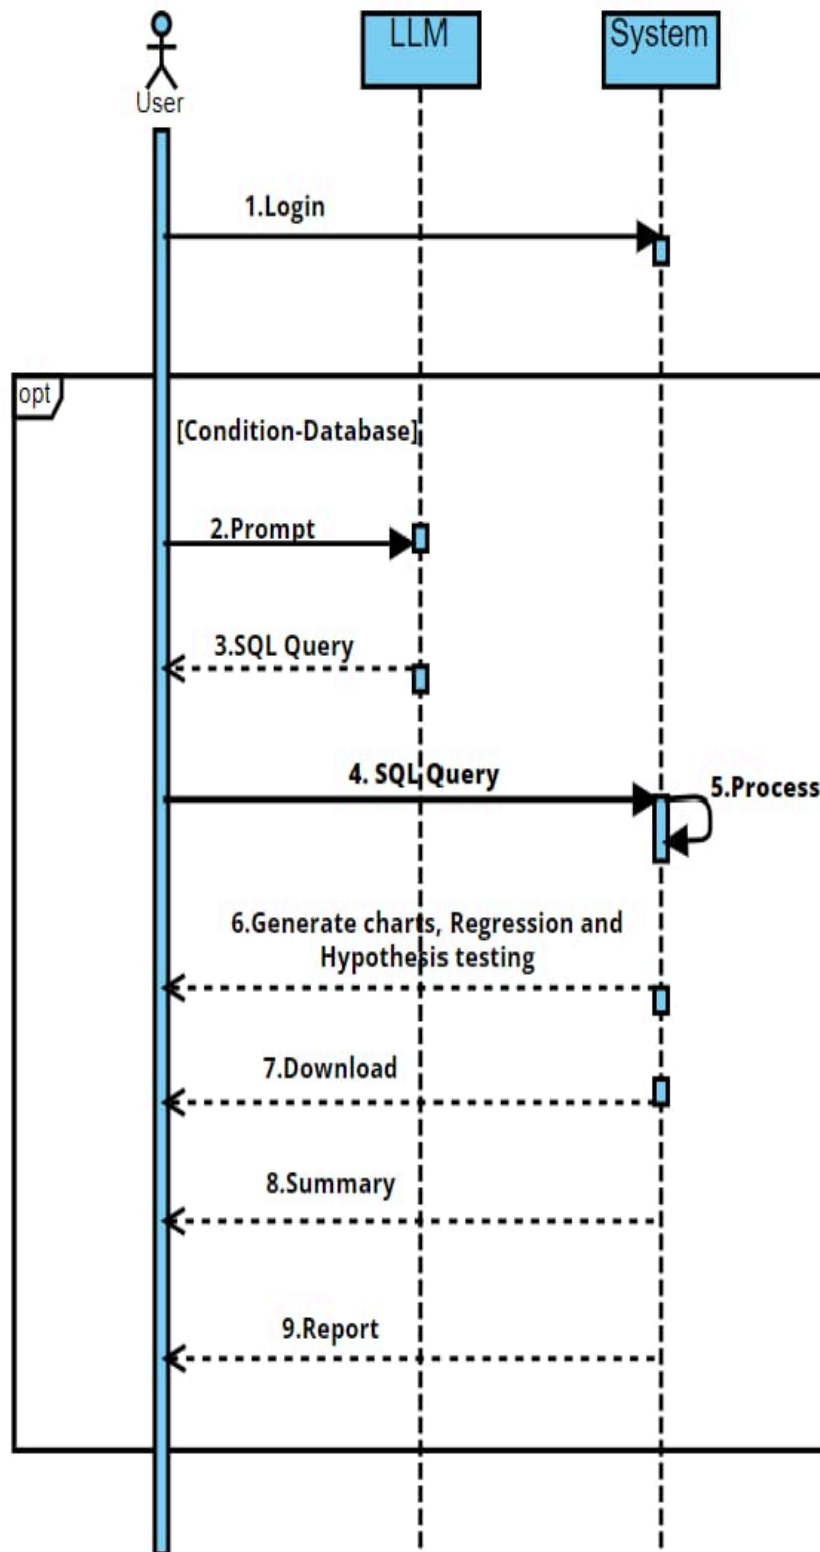 User
LLM
System
1.Login
opt
[Condition-Database]
2.Prompt
3.SQL Query
4. SQL Query
5.Process
6.Generate charts, Regression and
Hypothesis testing
7.Download
8.Summary
9.Report